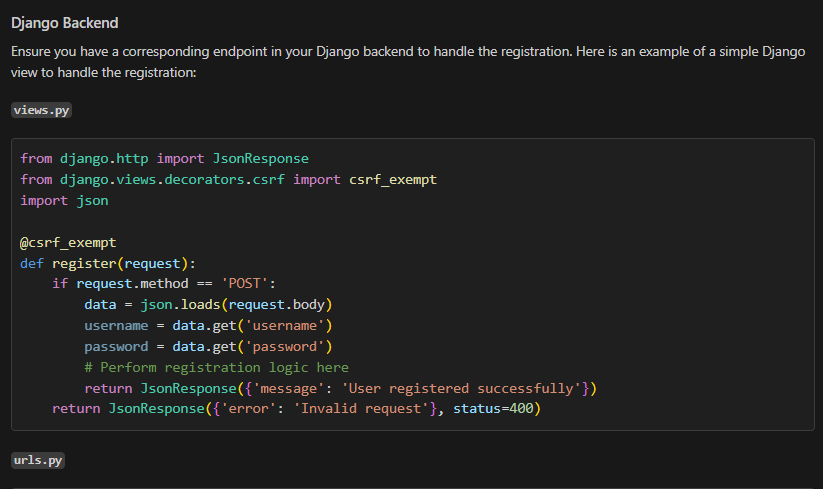 Django Backend
Ensure you have a corresponding endpoint in your Django backend to handle the registration. Here is an example of a simple Django
view to handle the registration:
views.py
from django.http import JsonResponse
from django.views.decorators.csrf import csrf_exempt
import json
@csrf_exempt
def register(request):
    if request.method == 'POST':
        data = json.loads(request.body)
        username = data.get('username')
        password = data.get('password')
        # Perform registration logic here
        return JsonResponse({'message': 'User registered successfully'})
    return JsonResponse({'error': 'Invalid request'}, status=400)
urls.py